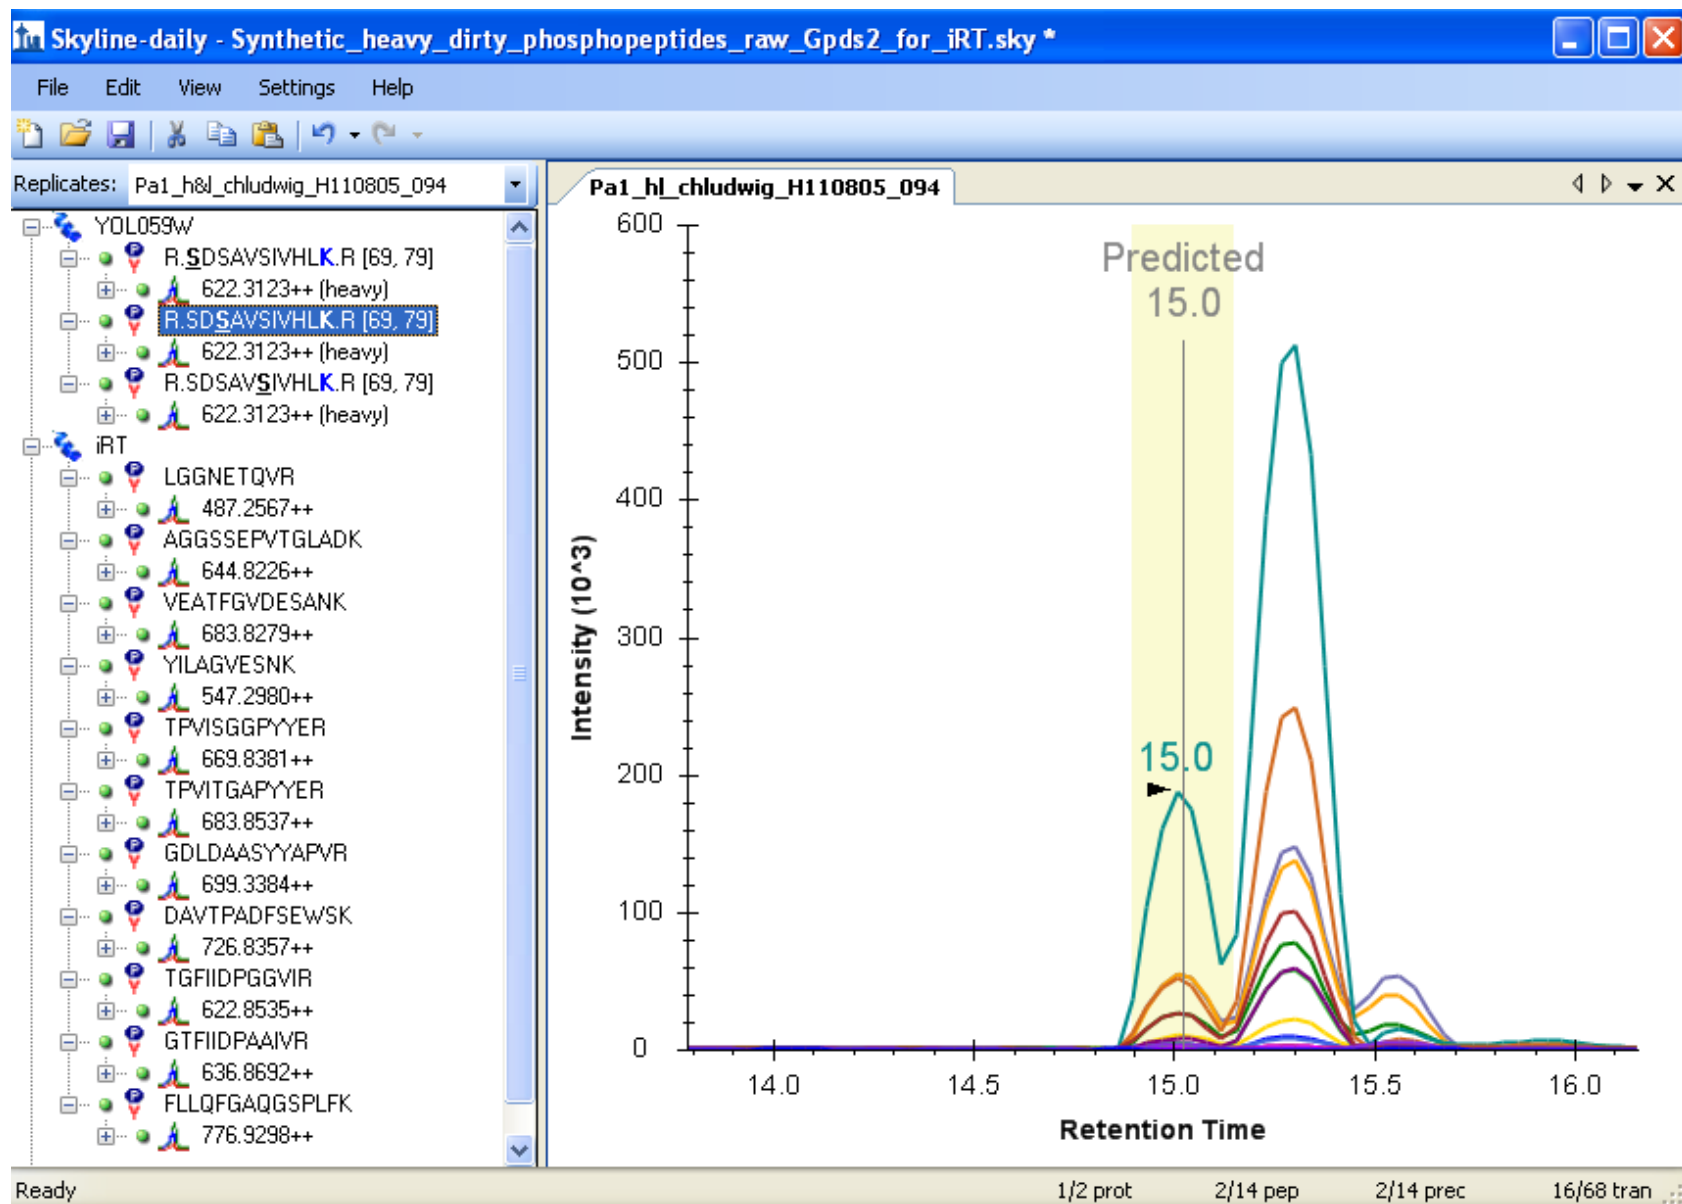 Skyline-daily - Synthetic_heavy_dirty_phosphopeptides_raw_Gpds2_for_iRT.sky *
File Edit View Settings Help
Replicates: Pa1_h&l_chludwig_H110805_094
YOL059W
R.SDSAVSIVHLK.R [69, 79]
622.3123++ (heavy)
R.SDSAVSIVHLK.R [69, 79]
622.3123++ (heavy)
R.SDSAVSIVHLK.R [69, 79]
622.3123++ (heavy)
iRT
LGGNETQVR
487.2567++
AGGSSEPVTGLADK
644.8226++
VEATFGVDESANK
683.8279++
YILAGVESNK
547.2980++
TPVISGGPYYER
669.8381++
TPVITGAPYYER
683.8537++
GDLDAASYYAPVR
699.3384++
DAVTPADFSEWSK
726.8357++
TGFIIDPGGVIR
622.8535++
GTFIIDPAAIVR
636.8692++
FLLQFGAQGSPLFK
776.9298++
Pa1_hl_chludwig_H110805_094
Predicted
15.0
15.0
600
500
400
300
200
100
0
Intensity (10^3)
14.0 14.5 15.0 15.5 16.0
Retention Time
Ready 1/2 prot 2/14 pep 2/14 prec 16/68 tran